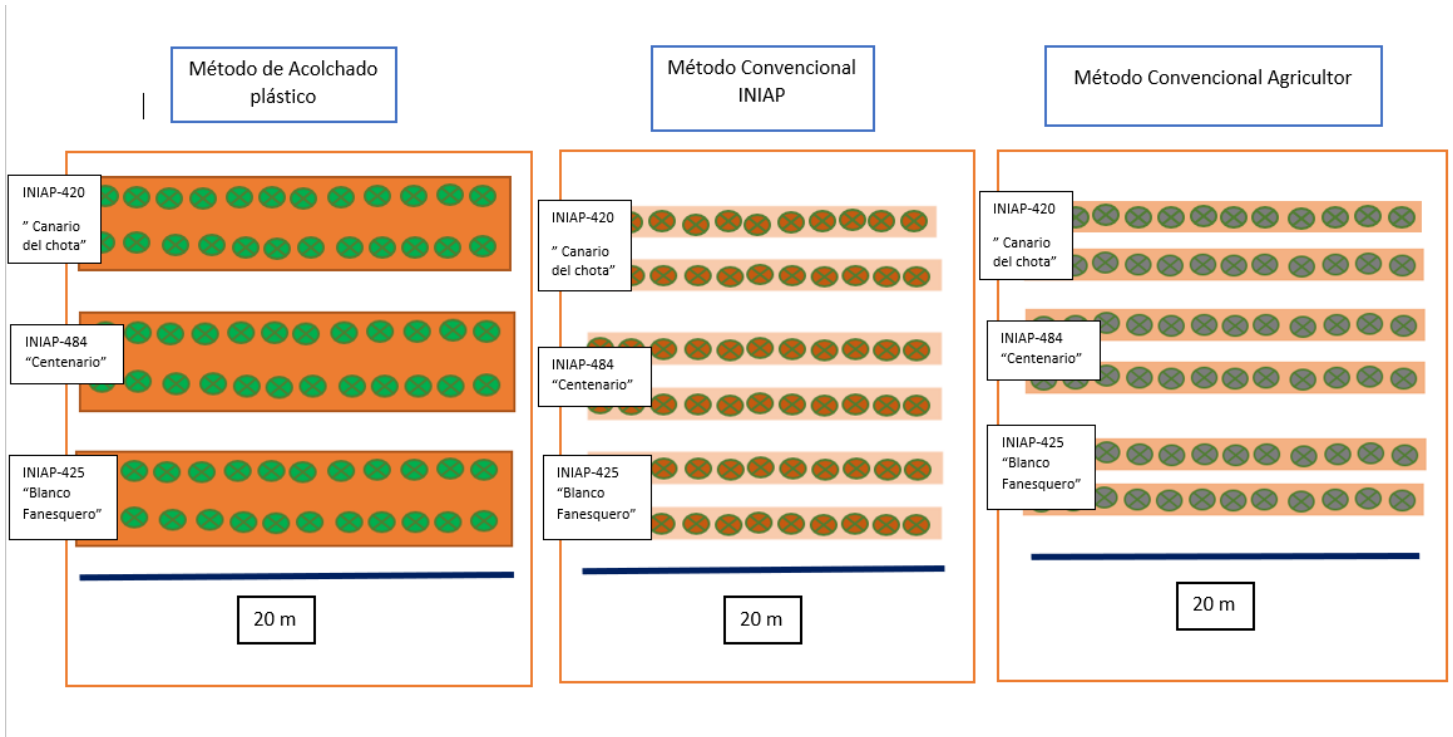 Método de Acolchado
plástico
Método Convencional
INIAP
Método Convencional Agricultor
INIAP-420
” Canario
del chota”
INIAP-484
“Centenario”
INIAP-425
“Blanco
Fanesquero”
20 m
INIAP-420
” Canario
del chota”
INIAP-484
“Centenario”
INIAP-425
“Blanco
Fanesquero”
20 m
INIAP-420
” Canario
del chota”
INIAP-484
“Centenario”
INIAP-425
“Blanco
Fanesquero”
20 m